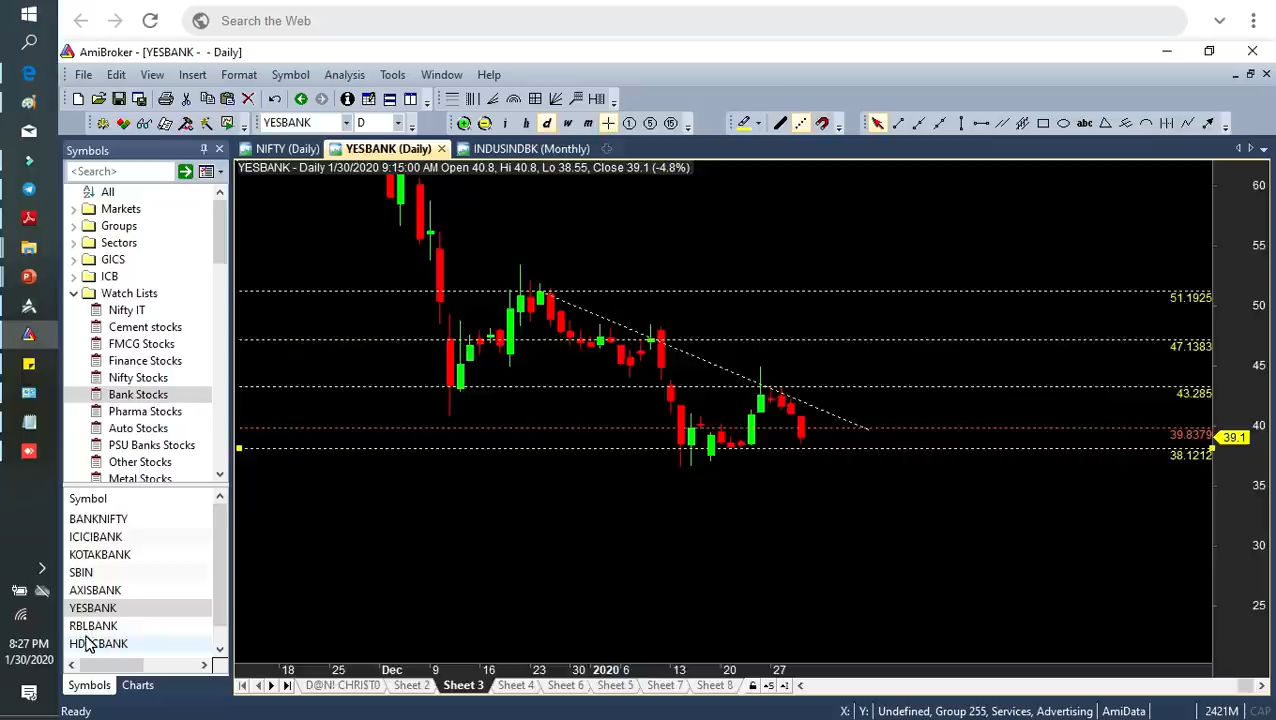 Search the Web
AmiBroker - [YESBANK - - Daily]
File Edit View Insert Format Symbol Analysis Tools Window Help
YESBANK D i h d w m 1 5 15 abc
Symbols NIFTY (Daily) YESBANK (Daily) INDUSINDBK (Monthly)
<Search>
YESBANK - Daily 1/30/2020 9:15:00 AM Open 40.8, Hi 40.8, Lo 38.55, Close 39.1 (-4.8%)
All
Markets
Groups
Sectors
GICS
ICB
Watch Lists
Nifty IT
Cement stocks
FMCG Stocks
Finance Stocks
Nifty Stocks
Bank Stocks
Pharma Stocks
Auto Stocks
PSU Banks Stocks
Other Stocks
Metal Stocks
Symbol
BANKNIFTY
ICICIBANK
KOTAKBANK
SBIN
AXISBANK
YESBANK
RBLBANK
60
55
51.1925
50
47.1383
45
43.285
40
39.8379
39.1
38.1212
35
30
25
18 25 Dec 9 16 23 30 2020 6 13 20 27
8:27 PM
1/30/2020
Symbols Charts
D@N! CHR!$T0 Sheet 2 Sheet 3 Sheet 4 Sheet 6 Sheet 5 Sheet 7 Sheet 8
Ready X: Y: Undefined, Group 255, Services, Advertising AmiData 2421M CAP